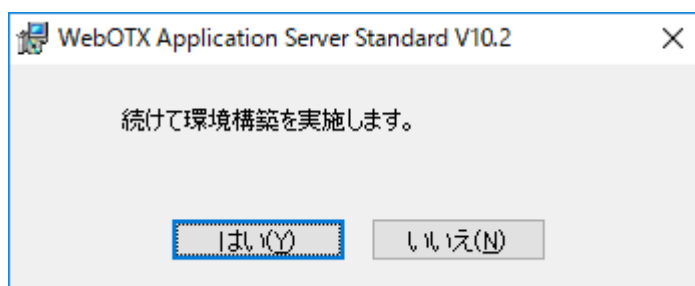 WebOTX Application Server Standard V10.2
続けて環境構築を実施します。
はい(Y) いいえ(N)